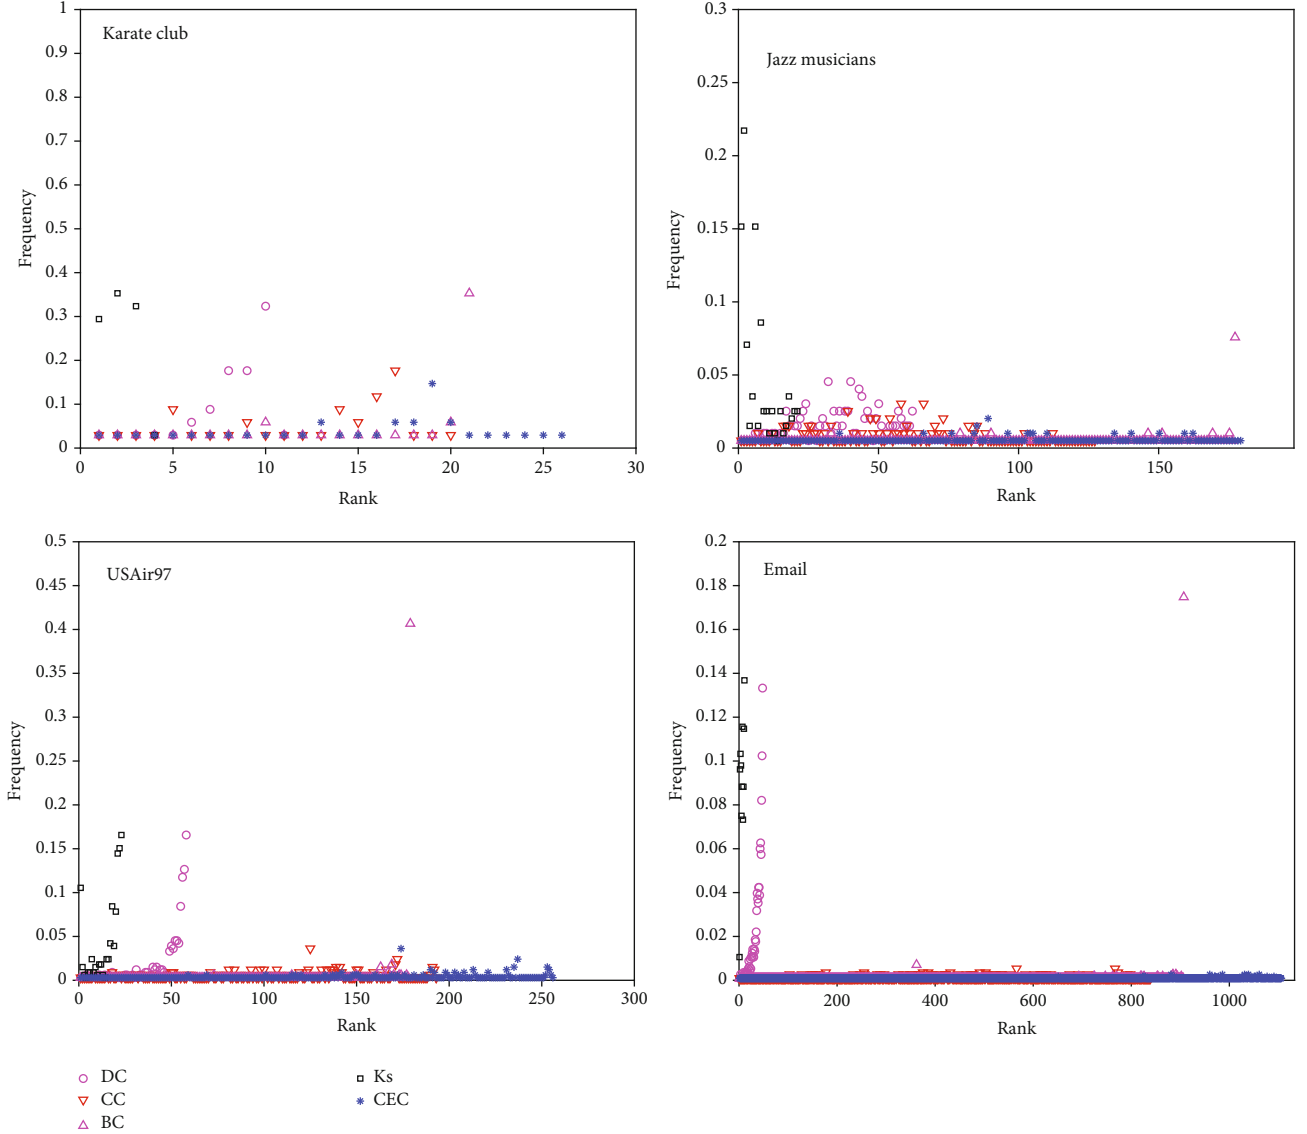 Karate club
1
0.9
0.8
0.7
0.6
0.5
0.4
0.3
0.2
0.1
0
0 5 10 15 20 25 30
Frequency
Rank
Jazz musicians
0.3
0.25
0.2
0.15
0.1
0.05
0
0 50 100 150
Frequency
Rank
USAir97
0.5
0.45
0.4
0.35
0.3
0.25
0.2
0.15
0.1
0.05
0
0 50 100 150 200 250 300
Frequency
Rank
Email
0.2
0.18
0.16
0.14
0.12
0.1
0.08
0.06
0.04
0.02
0
0 200 400 600 800 1000
Frequency
Rank
DC
CC
BC
Ks
CEC